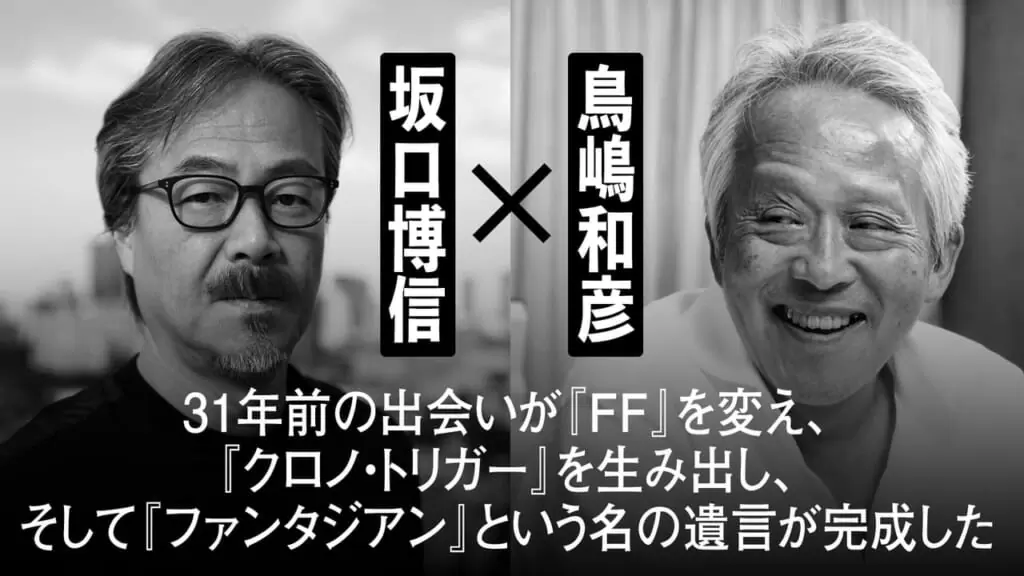 坂口博信
×
鳥嶋和彦
31年前の出会いが『FF』を変え、
『クロノ・トリガー』を生み出し、
そして『ファンタジアン』という名の遺言が完成した